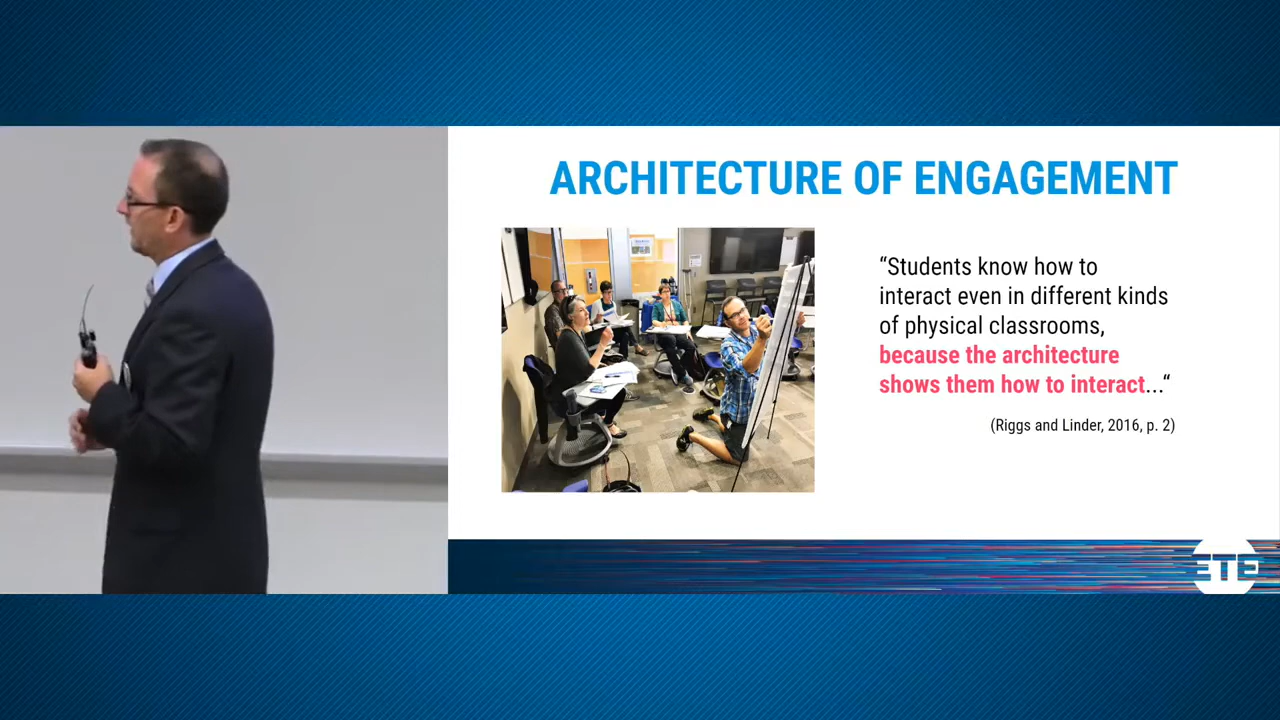 ARCHITECTURE OF ENGAGEMENT
“Students know how to
interact even in different kinds
of physical classrooms,
because the architecture
shows them how to interact...“
(Riggs and Linder, 2016, p. 2)
ETE